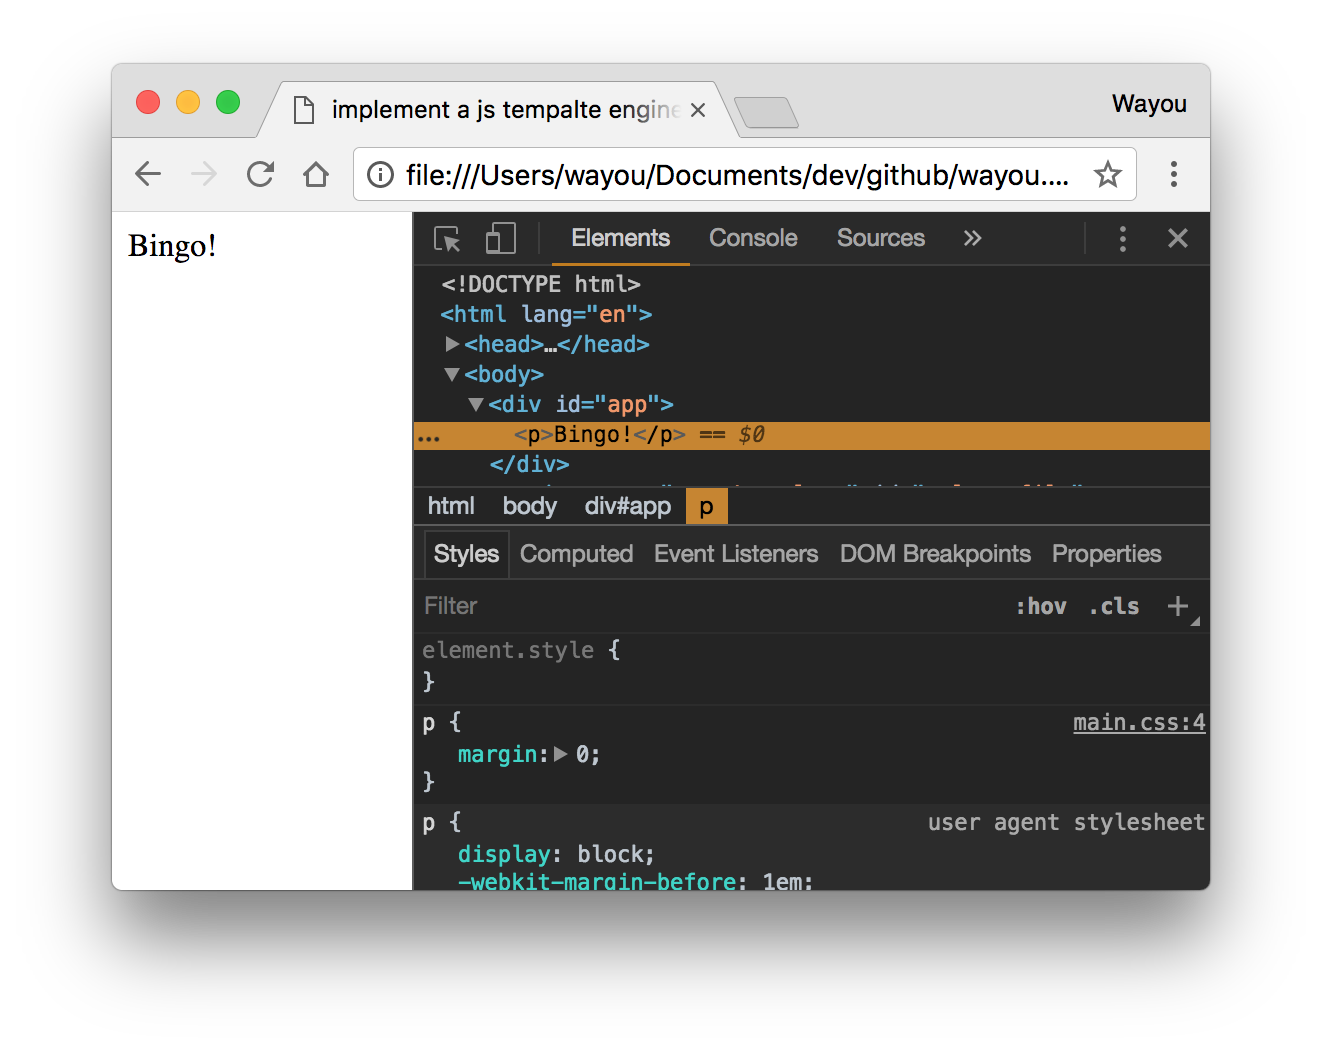 implement a js tempalte engine
Wayou
file:///Users/wayou/Documents/dev/github/wayou....
Bingo!
Elements Console Sources »
<!DOCTYPE html>
<html lang="en">
<head>…</head>
<body>
<div id="app">
... <p>Bingo!</p> == $0
</div>
html body div#app p
Styles Computed Event Listeners DOM Breakpoints Properties
Filter :hov .cls +
element.style {
}
p { main.css:4
margin: 0;
}
p { user agent stylesheet
display: block;
-webkit-margin-before: 1em;